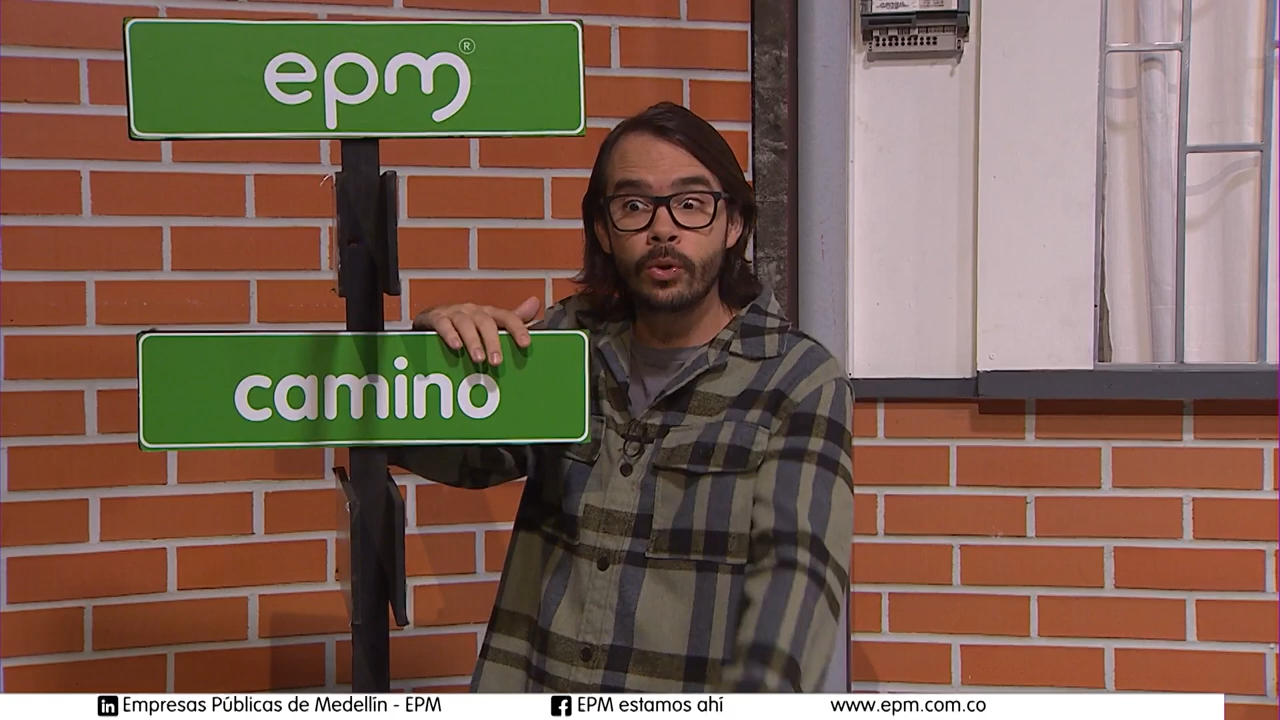 epm®
camino
Empresas Públicas de Medellín - EPM
EPM estamos ahí
www.epm.com.co